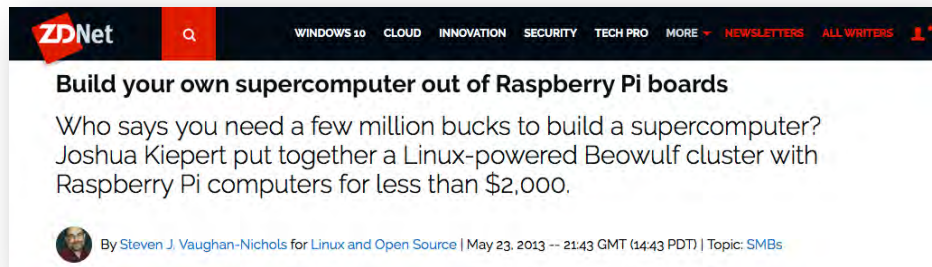 ZDNet WINDOWS 10 CLOUD INNOVATION SECURITY TECH PRO MORE NEWSLETTERS ALL WRITERS
Build your own supercomputer out of Raspberry Pi boards
Who says you need a few million bucks to build a supercomputer?
Joshua Kiepert put together a Linux-powered Beowulf cluster with
Raspberry Pi computers for less than $2,000.
By Steven J. Vaughan-Nichols for Linux and Open Source | May 23, 2013 -- 21:43 GMT (14:43 PDT) | Topic: SMBs